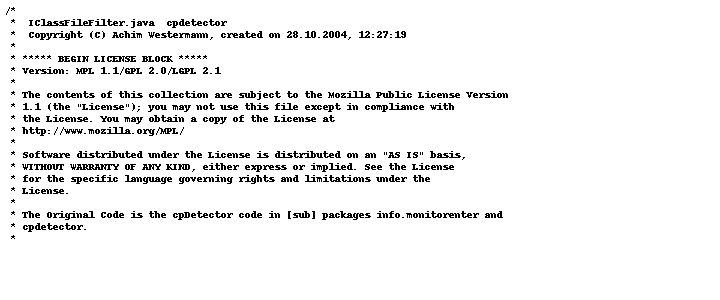 /*
 *  IClassFileFilter.java  cpdetector
 *  Copyright (C) Achim Westermann, created on 28.10.2004, 12:27:19
 *
 * ***** BEGIN LICENSE BLOCK *****
 * Version: MPL 1.1/GPL 2.0/LGPL 2.1
 *
 * The contents of this collection are subject to the Mozilla Public License Version
 * 1.1 (the "License"); you may not use this file except in compliance with
 * the License. You may obtain a copy of the License at
 * http://www.mozilla.org/MPL/
 *
 * Software distributed under the License is distributed on an "AS IS" basis,
 * WITHOUT WARRANTY OF ANY KIND, either express or implied. See the License
 * for the specific language governing rights and limitations under the
 * License.
 *
 * The Original Code is the cpDetector code in [sub] packages info.monitorenter and
 * cpdetector.
 *